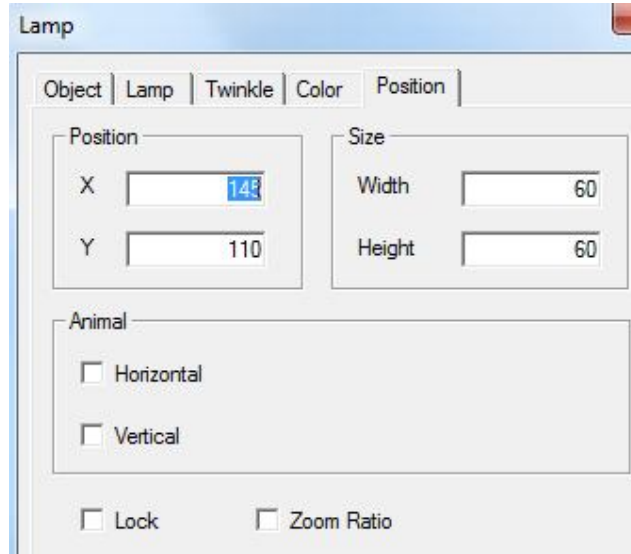 Lamp
Object Lamp Twinkle Color Position
Position
X 145
Y 110
Size
Width 60
Height 60
Animal
Horizontal
Vertical
Lock Zoom Ratio